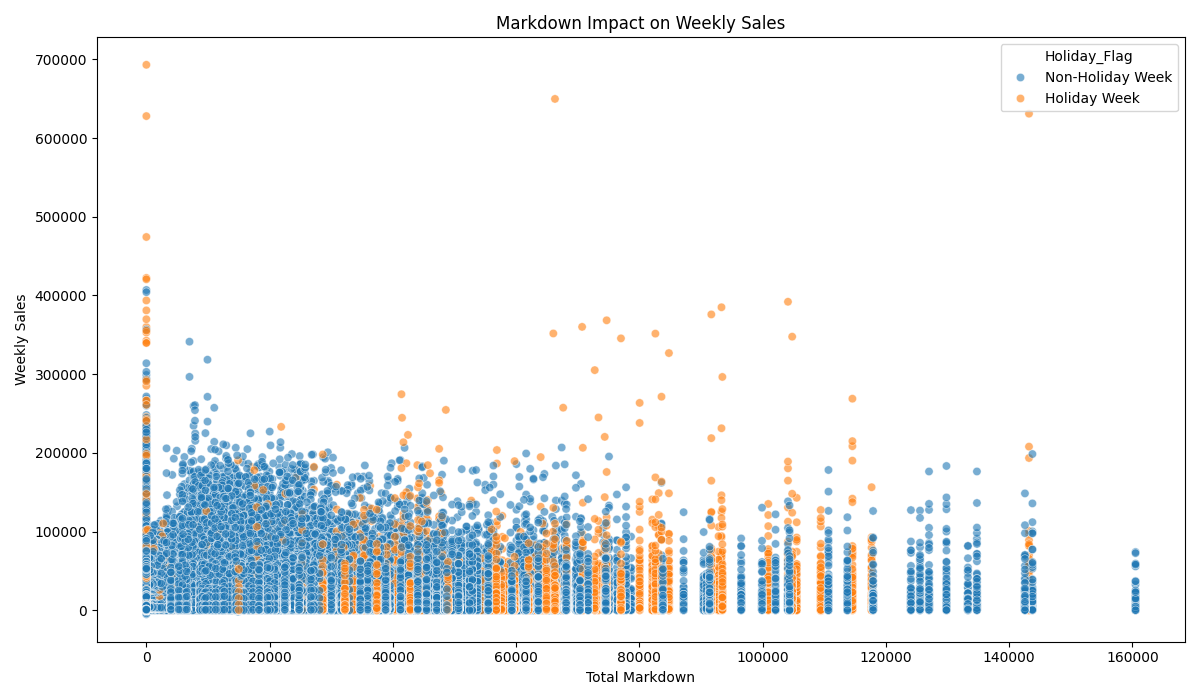 Markdown Impact on Weekly Sales
Holiday_Flag
Non-Holiday Week
Holiday Week
Weekly Sales
700000
600000
500000
400000
300000
200000
100000
0
0 20000 40000 60000 80000 100000 120000 140000 160000
Total Markdown